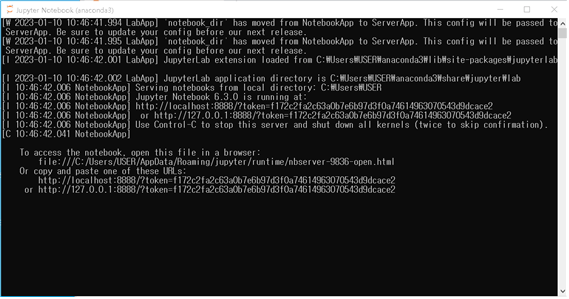 Jupyter Notebook (anaconda3)
[W 2023-01-10 10:46:41.994 LabApp] 'notebook_dir' has moved from NotebookApp to ServerApp. This config will be passed to
ServerApp. Be sure to update your config before our next release.
[W 2023-01-10 10:46:41.995 LabApp] 'notebook_dir' has moved from NotebookApp to ServerApp. This config will be passed to
ServerApp. Be sure to update your config before our next release.
[I 2023-01-10 10:46:42.001 LabApp] JupyterLab extension loaded from C:₩Users₩USER₩anaconda3₩lib₩site-packages₩jupyterlab
[I 2023-01-10 10:46:42.002 LabApp] JupyterLab application directory is C:₩Users₩USER₩anaconda3₩share₩jupyter₩lab
[I 10:46:42.006 NotebookApp] Serving notebooks from local directory: C:₩Users₩USER
[I 10:46:42.006 NotebookApp] Jupyter Notebook 6.3.0 is running at:
[I 10:46:42.006 NotebookApp] http://localhost:8888/?token=f172c2fa2c63a0b7e6b97d3f0a74614963070543d9dcace2
[I 10:46:42.006 NotebookApp]  or http://127.0.0.1:8888/?token=f172c2fa2c63a0b7e6b97d3f0a74614963070543d9dcace2
[I 10:46:42.006 NotebookApp] Use Control-C to stop this server and shut down all kernels (twice to skip confirmation).
[C 10:46:42.041 NotebookApp]
To access the notebook, open this file in a browser:
file:///C:/Users/USER/AppData/Roaming/jupyter/runtime/nbserver-9836-open.html
Or copy and paste one of these URLs:
http://localhost:8888/?token=f172c2fa2c63a0b7e6b97d3f0a74614963070543d9dcace2
or http://127.0.0.1:8888/?token=f172c2fa2c63a0b7e6b97d3f0a74614963070543d9dcace2